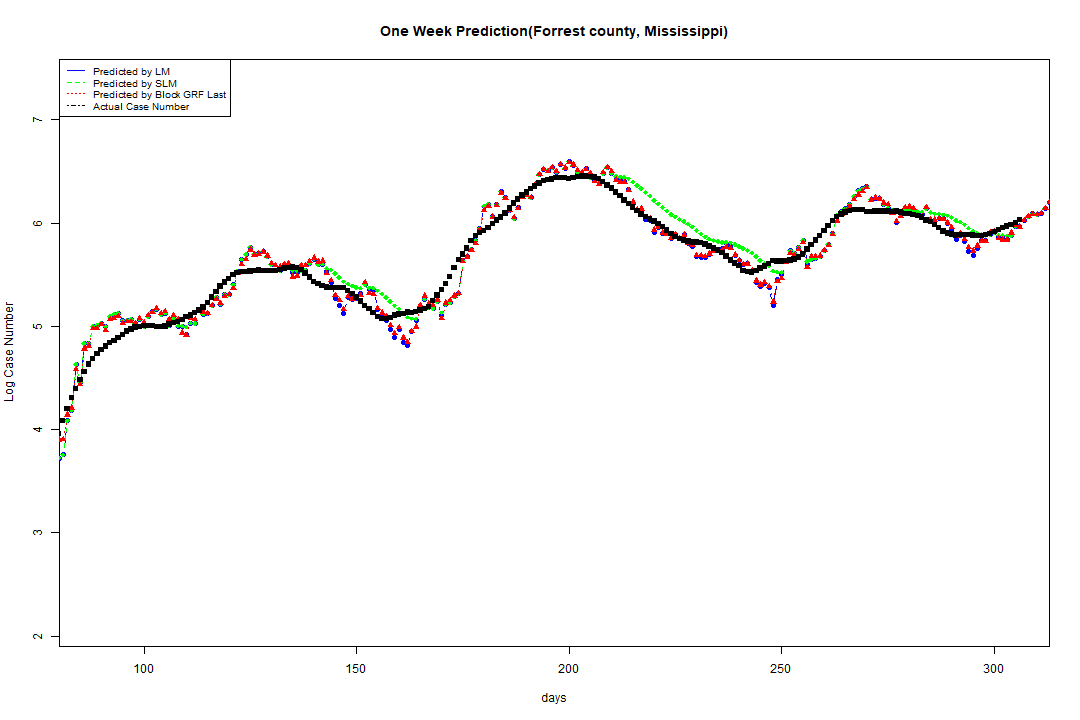 One Week Prediction(Forrest county, Mississippi)
Predicted by LM
Predicted by SLM
Predicted by Block GRF Last
Actual Case Number
7
6
5
4
3
2
Log Case Number
100 150 200 250 300
days